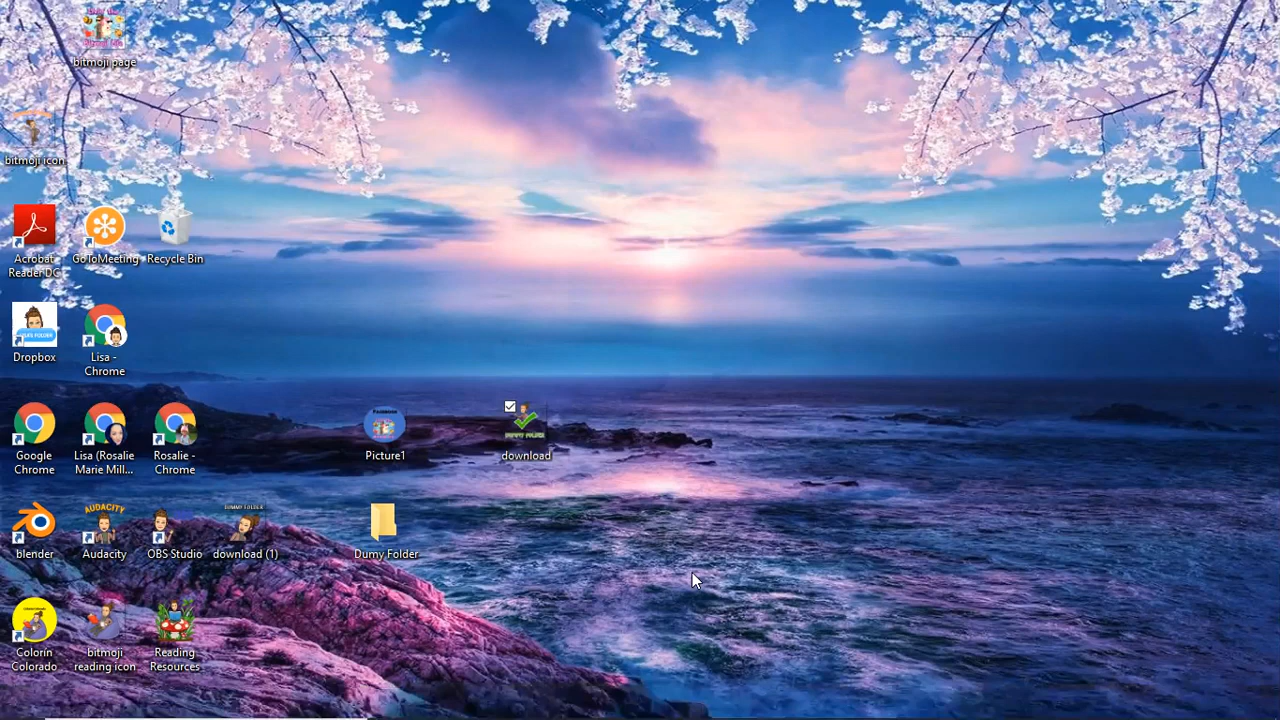 bitmoji page
bitmoji icon
Acrobat
Reader DC
GoToMeeting
Recycle Bin
Dropbox
Lisa -
Chrome
Google
Chrome
Lisa (Rosalie
Marie Mill...
Rosalie -
Chrome
Picture1
download
blender
AUDACITY
Audacity
OBS Studio
DUMMY FOLDER
download (1)
Dumy Folder
Colorín
Colorado
bitmoji
reading icon
Reading
Resources